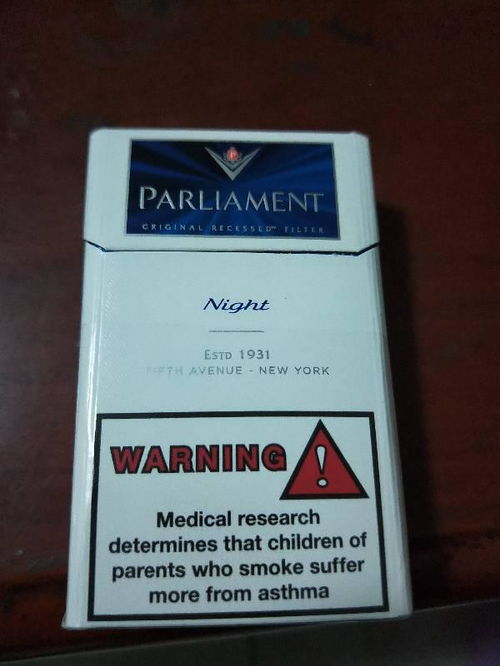 PARLIAMENT
ORIGINAL RECESSED™ FILTER
Night
ESTD 1931
FIFTH AVENUE - NEW YORK
WARNING
!
Medical research
determines that children of
parents who smoke suffer
more from asthma